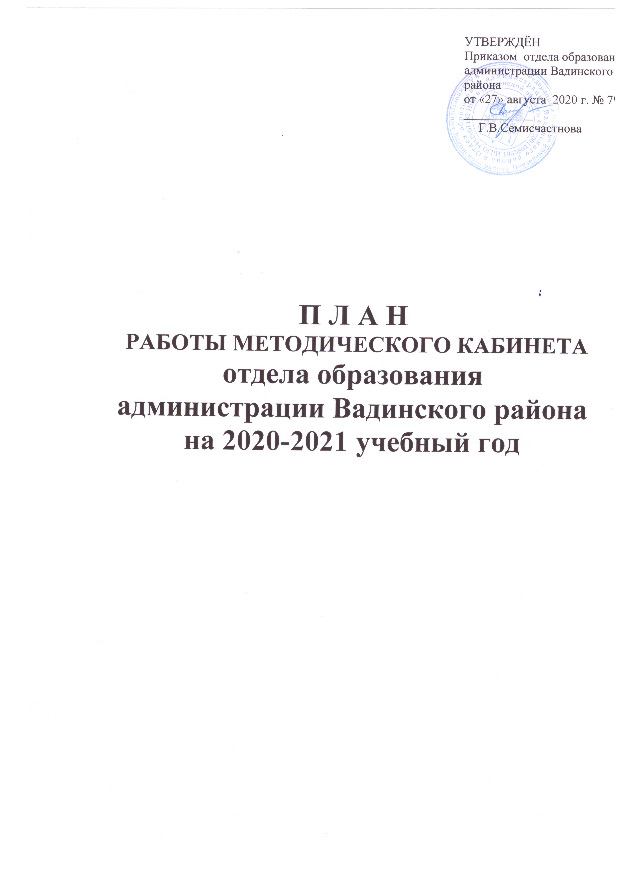 УТВЕРЖДЁН
Приказом отдела образован
администрации Вадинского
района
от «27» августа 2020 г. № 7
Г.В.Семисчастнова
П Л А Н
РАБОТЫ МЕТОДИЧЕСКОГО КАБИНЕТА
отдела образования
администрации Вадинского района
на 2020-2021 учебный год